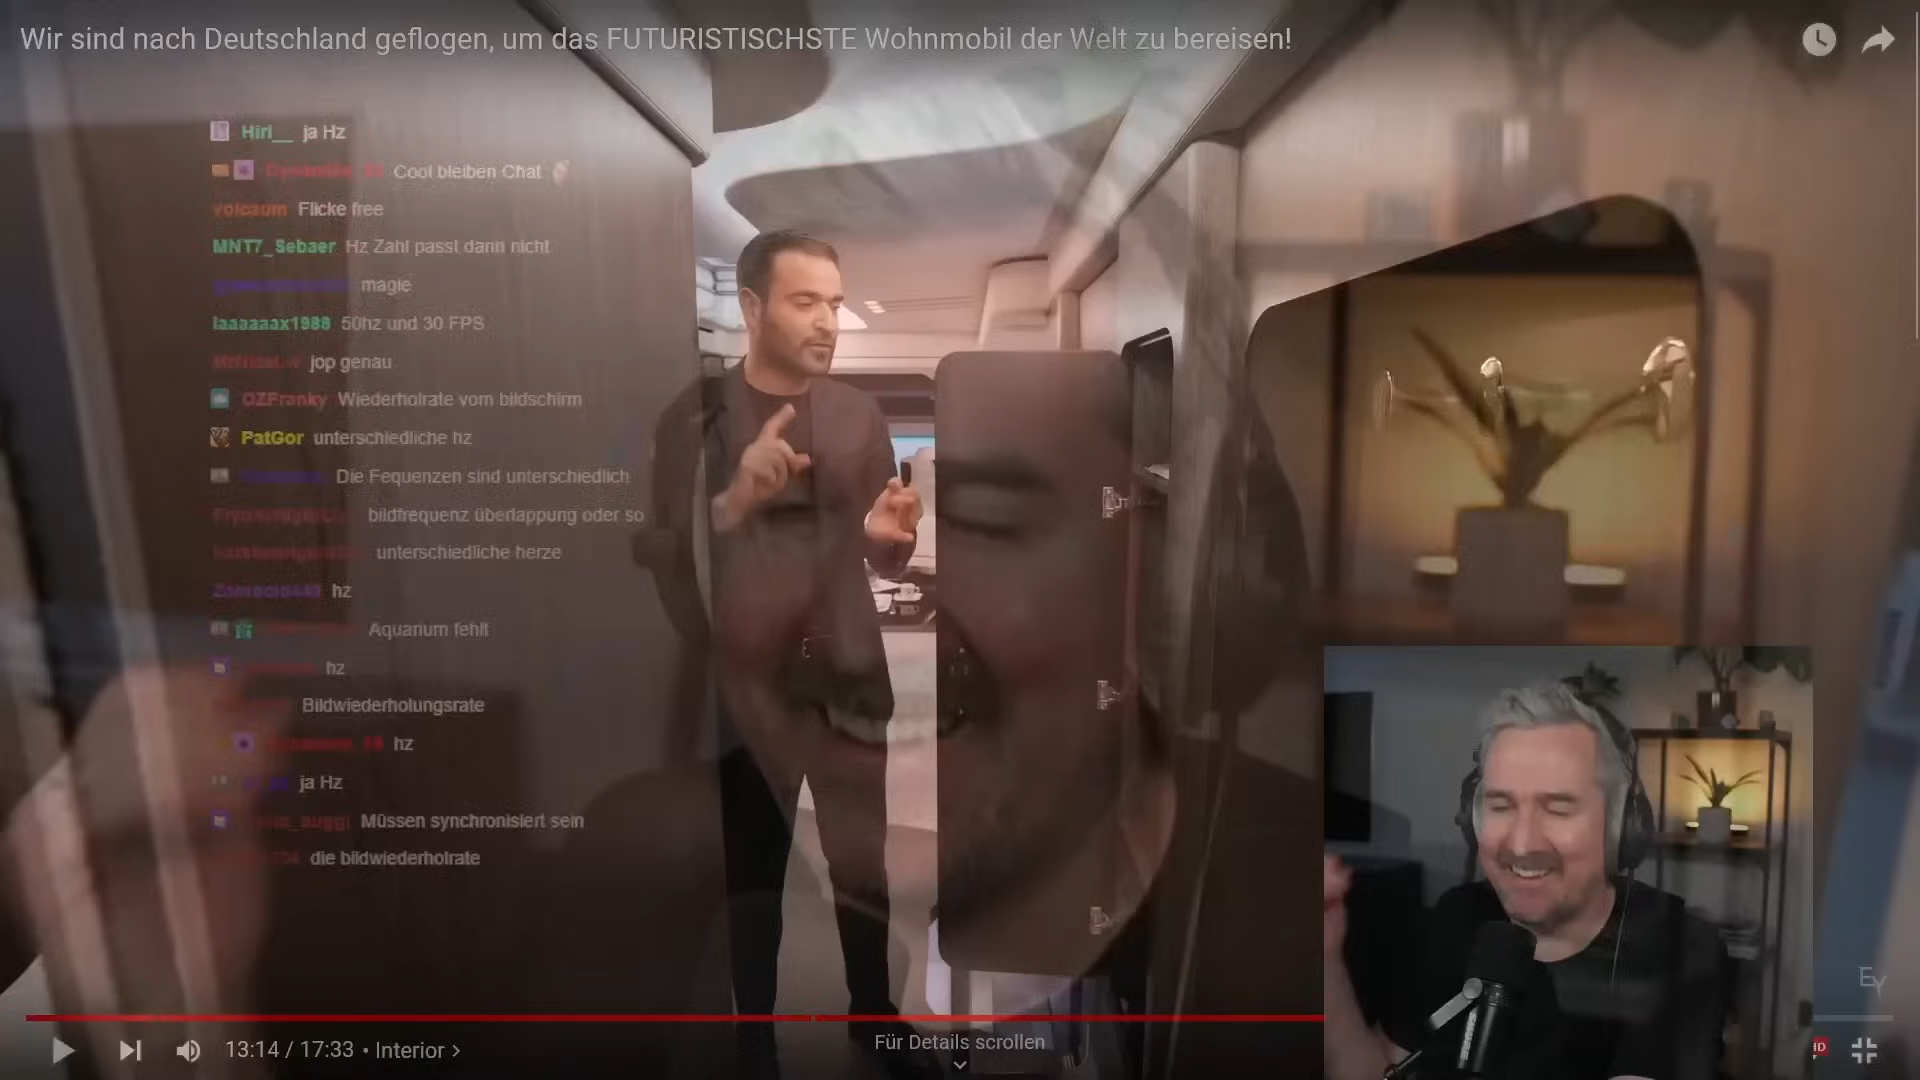 Wir sind nach Deutschland geflogen, um das FUTURISTISCHSTE Wohnmobil der Welt zu bereisen!
Hirl__ ja Hz
Cool bleiben Chat
volcaum Flicke free
MNT7_Sebaer Hz Zahl passt dann nicht
magie
laaaaaax1988 50hz und 30 FPS
jop genau
OZFranky Wiederholrate vom bildschirm
PatGor unterschiedliche hz
Die Fequenzen sind unterschiedlich
bildfrequenz überlappung oder so
unterschiedliche herze
hz
Aquarium fehlt
hz
Bildwiederholungsrate
hz
ja Hz
Müssen synchronisiert sein
die bildwiederholrate
EY
Für Details scrollen
13:14 / 17:33 • Interior >
HD